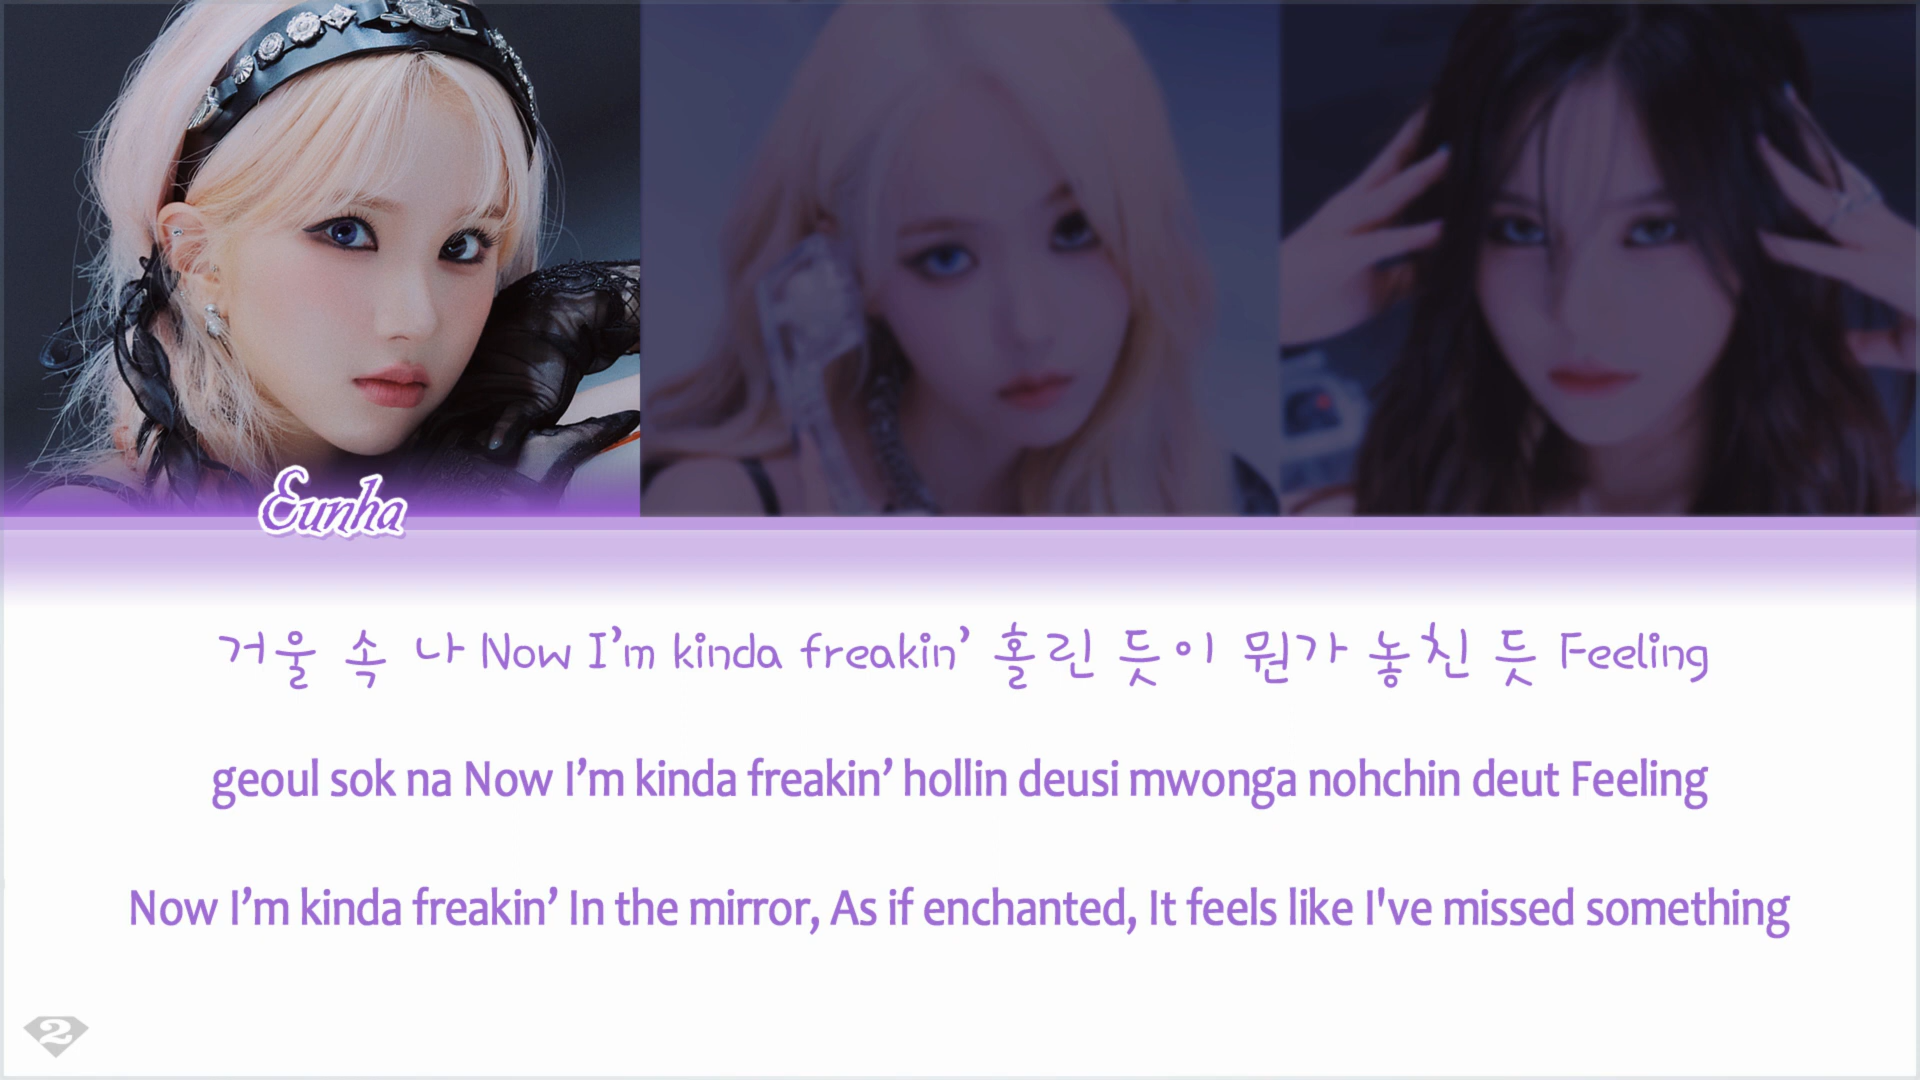 Eunha
거울 속 나 Now I’m kinda freakin’ 홀린 듯이 뭔가 놓친 듯 Feeling
geoul sok na Now I’m kinda freakin’ hollin deusi mwonga nohchin deut Feeling
Now I’m kinda freakin’ In the mirror, As if enchanted, It feels like I've missed something
2